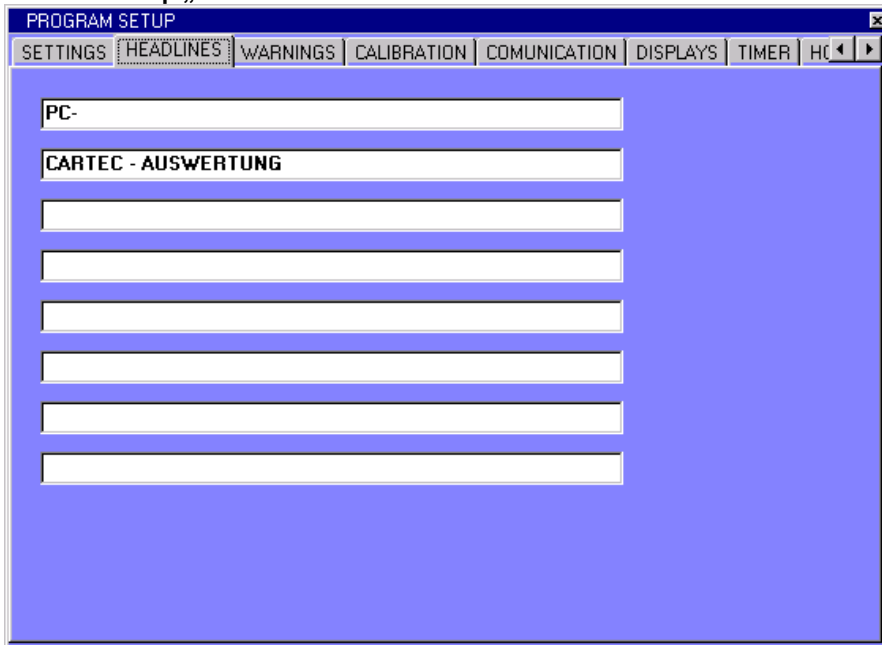 PROGRAM SETUP
SETTINGS HEADLINES WARNINGS CALIBRATION COMUNICATION DISPLAYS TIMER
PC-
CARTEC - AUSWERTUNG